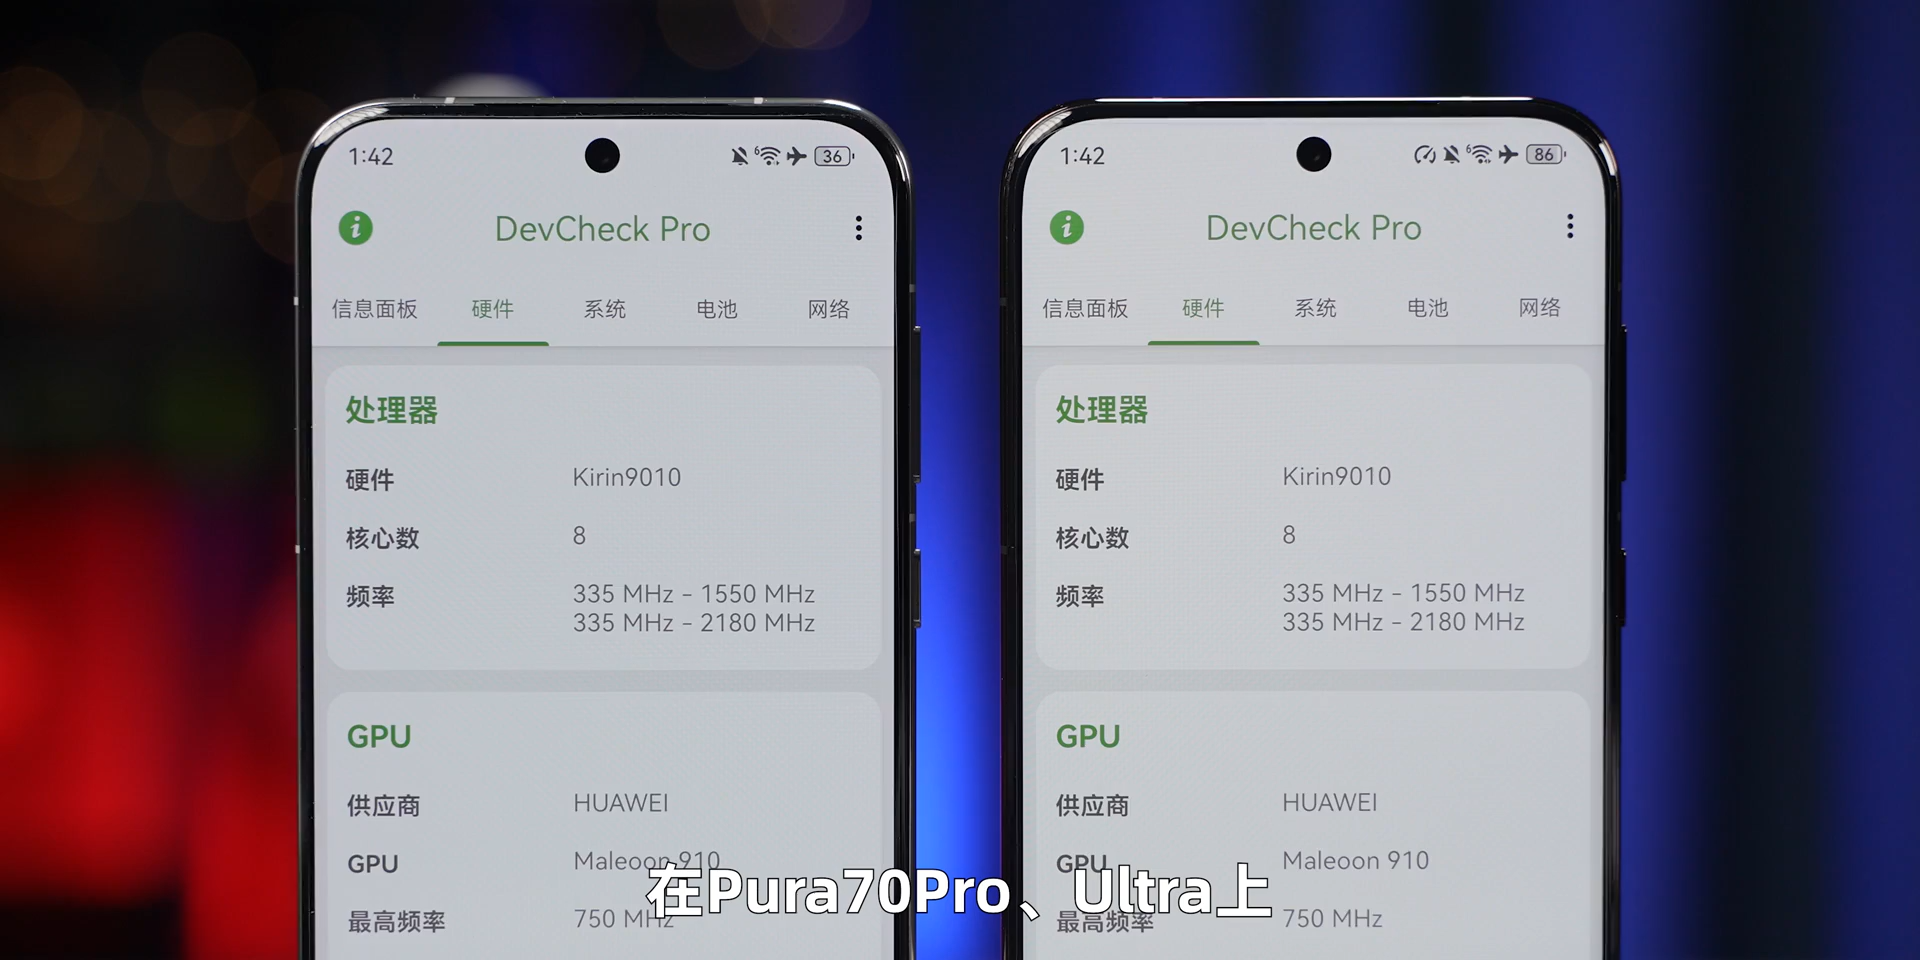 1:42
6
36
DevCheck Pro
信息面板
硬件
系统
电池
网络
处理器
硬件
Kirin9010
核心数
8
频率
335 MHz - 1550 MHz
335 MHz - 2180 MHz
GPU
供应商
HUAWEI
GPU
Maleoon 910
最高频率
750 MHz
1:42
6
86
DevCheck Pro
信息面板
硬件
系统
电池
网络
处理器
硬件
Kirin9010
核心数
8
频率
335 MHz - 1550 MHz
335 MHz - 2180 MHz
GPU
供应商
HUAWEI
GPU
Maleoon 910
最高频率
750 MHz
在Pura70Pro、Ultra上